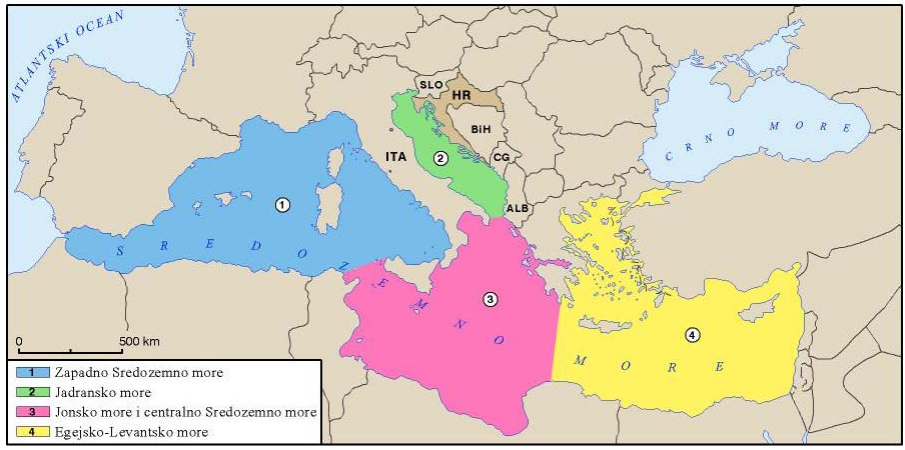 ATLANTSKI OCEAN
SLO
HR
BiH
CRNO MORE
ITA
2
CG
ALB
1
SREDOZEMNO MORE
3
4
0 500 km
1 Zapadno Sredozemno more
2 Jadransko more
3 Jonsko more i centralno Sredozemno more
4 Egejsko-Levantsko more